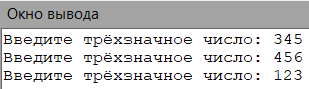 Окно вывода
Введите трёхзначное число: 345
Введите трёхзначное число: 456
Введите трёхзначное число: 123